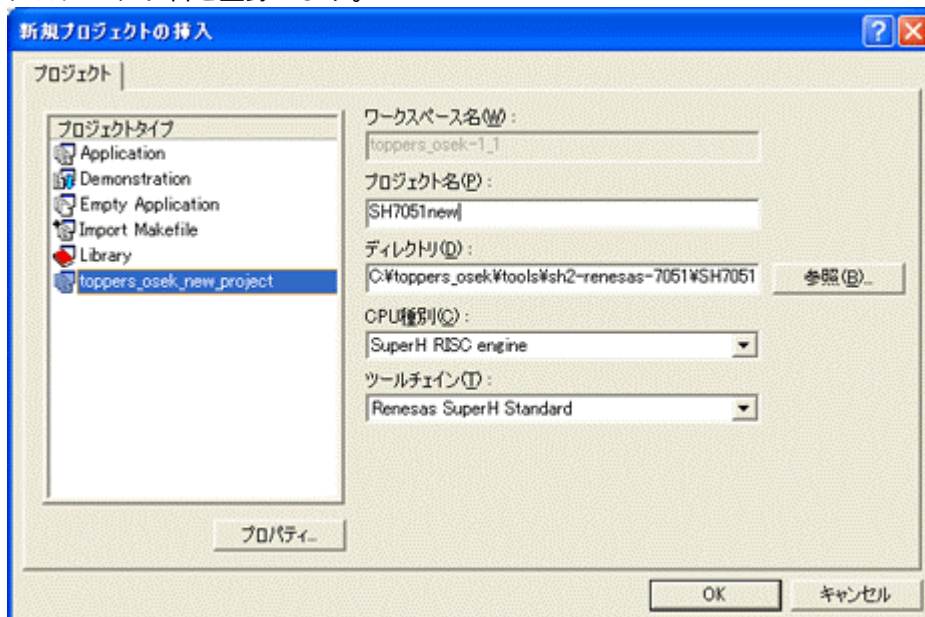 新規プロジェクトの挿入
プロジェクト
プロジェクトタイプ
Application
Demonstration
Empty Application
Import Makefile
Library
toppers_osek_new_project
プロパティ...
ワークスペース名(W) :
toppers_osek-1_1
プロジェクト名(P) :
SH7051new
ディレクトリ(D) :
C:¥toppers_osek¥tools¥sh2-renesas-7051¥SH7051
参照(B)...
CPU種別(C) :
SuperH RISC engine
ツールチェイン(T) :
Renesas SuperH Standard
OK
キャンセル